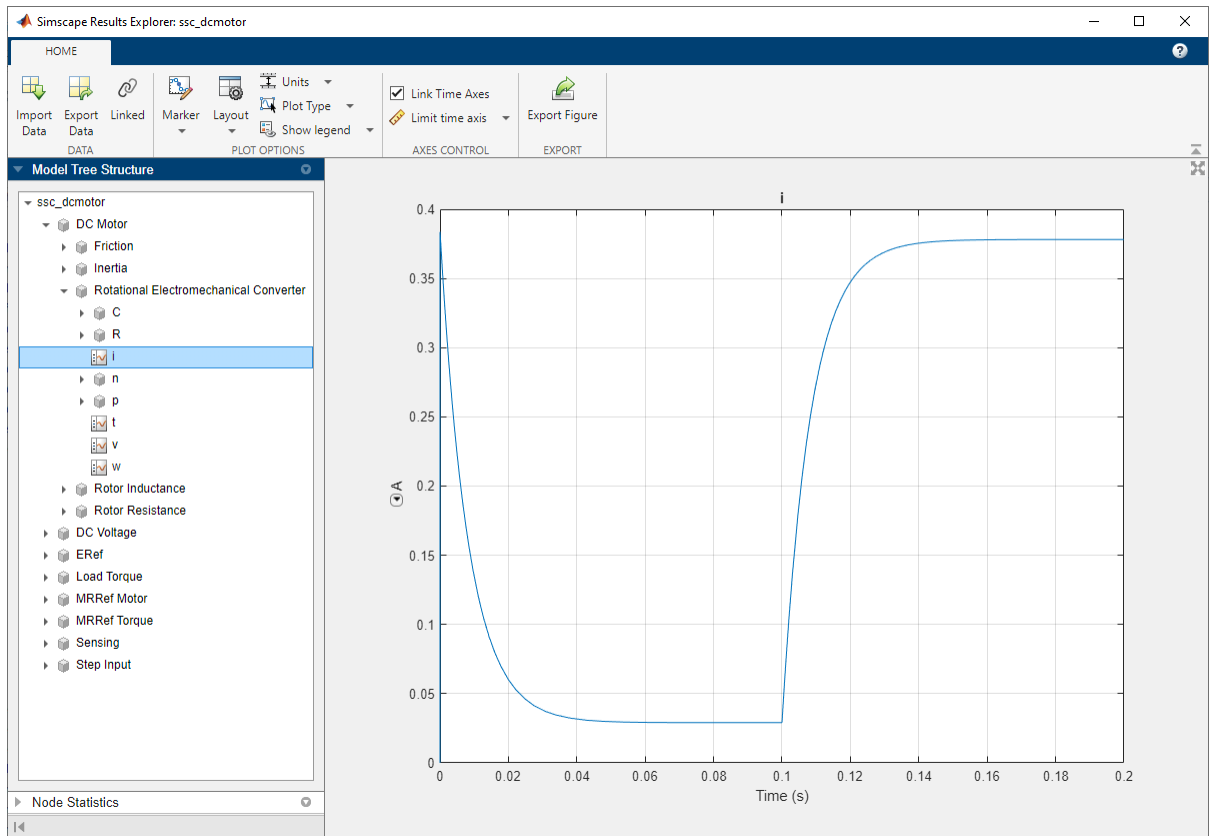 Simscape Results Explorer: ssc_dcmotor
HOME
Import Data
Export Data
Linked
Marker
Layout
Units
Plot Type
Show legend
Link Time Axes
Limit time axis
Export Figure
DATA
PLOT OPTIONS
AXES CONTROL
EXPORT
Model Tree Structure
ssc_dcmotor
DC Motor
Friction
Inertia
Rotational Electromechanical Converter
C
R
i
n
p
t
v
w
Rotor Inductance
Rotor Resistance
DC Voltage
ERef
Load Torque
MRRef Motor
MRRef Torque
Sensing
Step Input
Node Statistics
i
0.4
0.35
0.3
0.25
0.2
0.15
0.1
0.05
0
A
0 0.02 0.04 0.06 0.08 0.1 0.12 0.14 0.16 0.18 0.2
Time (s)